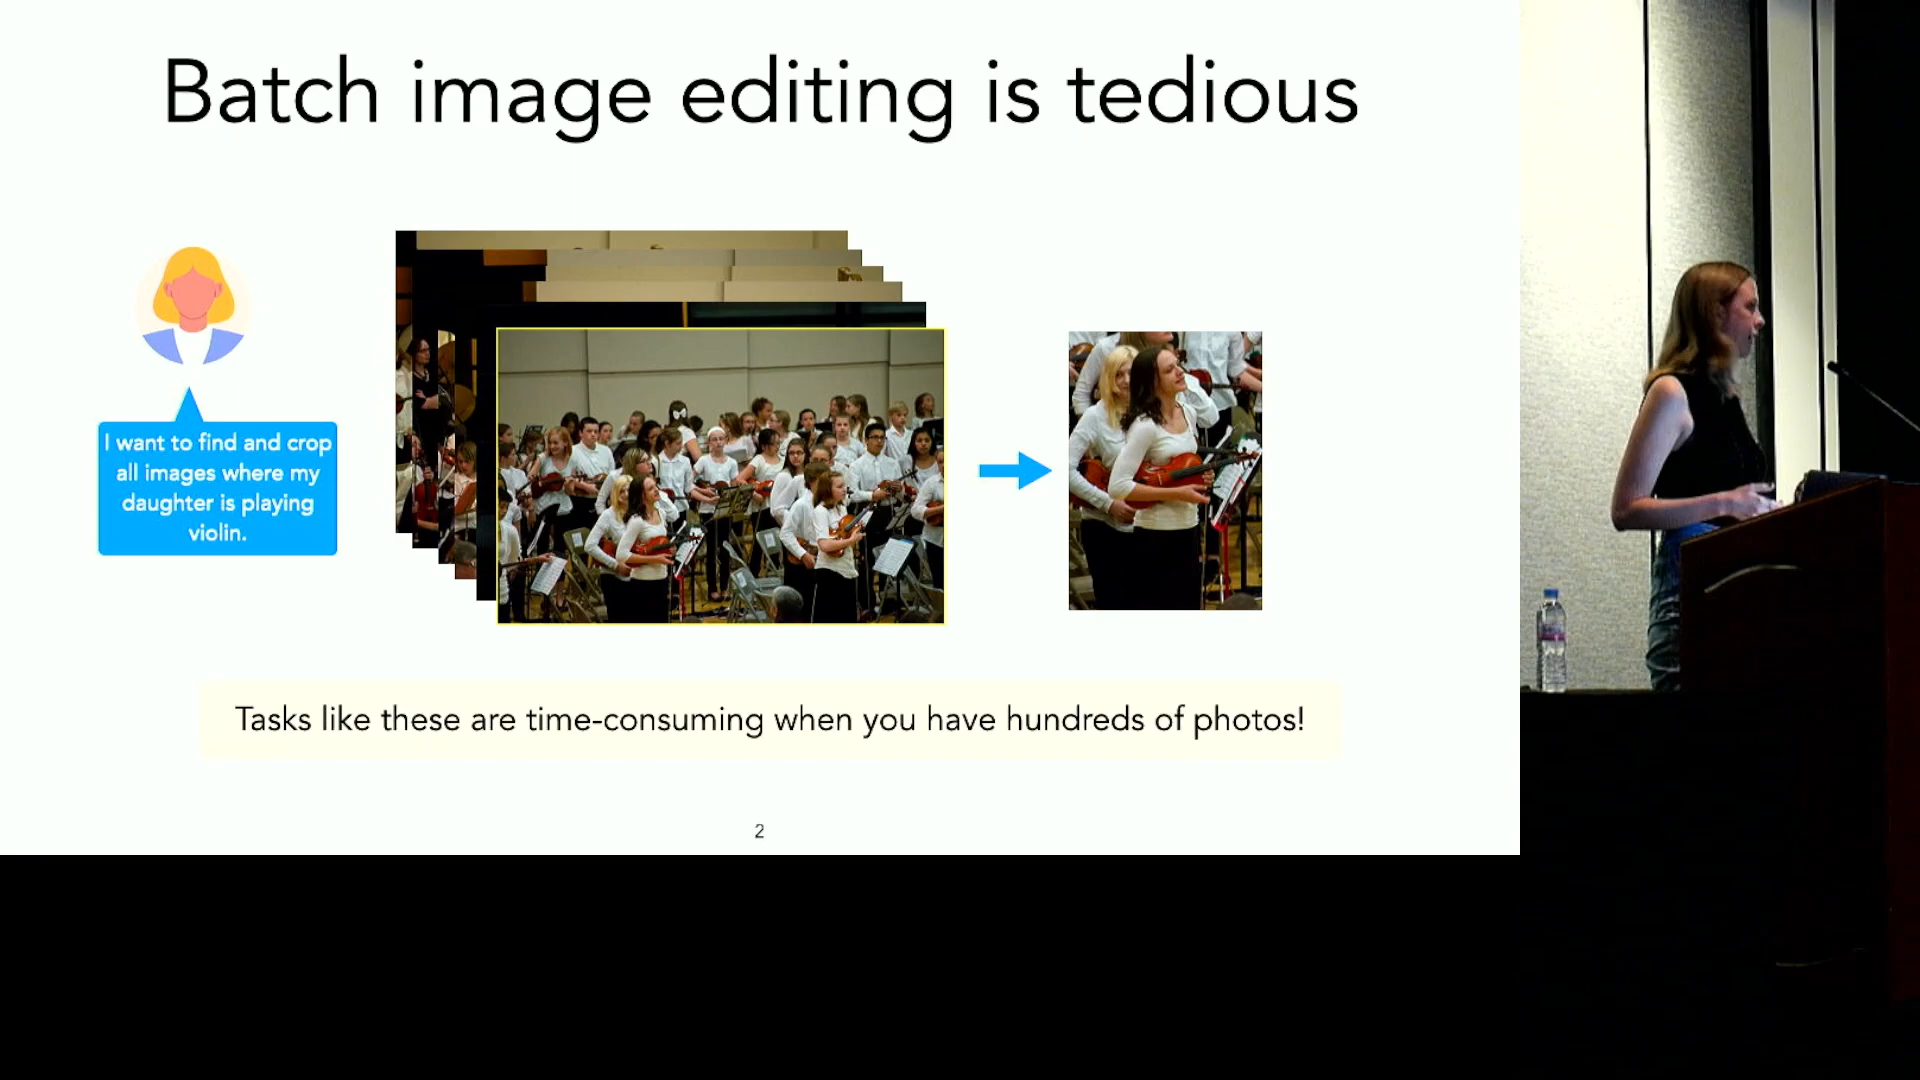 Batch image editing is tedious
I want to find and crop
all images where my
daughter is playing
violin.
Tasks like these are time-consuming when you have hundreds of photos!
2